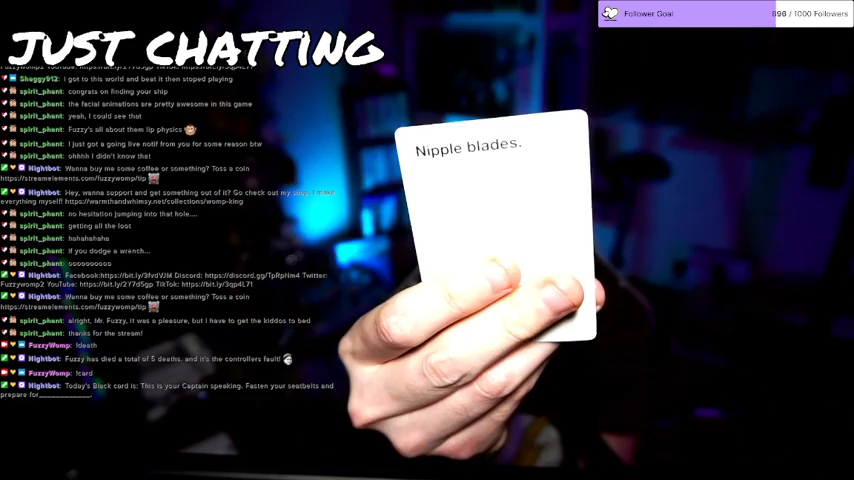 JUST CHATTING
Follower Goal
696 / 1000 Followers
Shaggy912: I got to this world and beat it then stoped playing
spirit_phant: congrats on finding your ship
spirit_phant: the facial animations are pretty awesome in this game
spirit_phant: yeah, I could see that
spirit_phant: Fuzzy's all about them lip physics
spirit_phant: I just got a going live notif from you for some reason btw
spirit_phant: ohhhh I didn't know that
Nightbot: Wanna buy me some coffee or something? Toss a coin
https://streamelements.com/fuzzywomp/tip
Nightbot: Hey, wanna support and get something out of it? Go check out my shop, I make
everything myself! https://warmthandwhimsy.net/collections/womp-king
spirit_phant: no hesitation jumping into that hole....
spirit_phant: getting all the loot
spirit_phant: hahahahaha
spirit_phant: If you dodge a wrench...
spirit_phant: oooooooooo
Nightbot: Facebook:https://bit.ly/3fvdVJM Discord: https://discord.gg/TpRpHm4 Twitter:
Fuzzywomp2 YouTube: https://bit.ly/2Y7d5gp TikTok: https://bit.ly/3qp4L71
Nightbot: Wanna buy me some coffee or something? Toss a coin
https://streamelements.com/fuzzywomp/tip
spirit_phant: alright, Mr. Fuzzy, it was a pleasure, but I have to get the kiddos to bed
spirit_phant: thanks for the stream!
FuzzyWomp: !death
Nightbot: Fuzzy has died a total of 5 deaths. and it's the controllers fault!
FuzzyWomp: !card
Nightbot: Today's Black card is: This is your Captain speaking. Fasten your seatbelts and
prepare for____________.
Nipple blades.